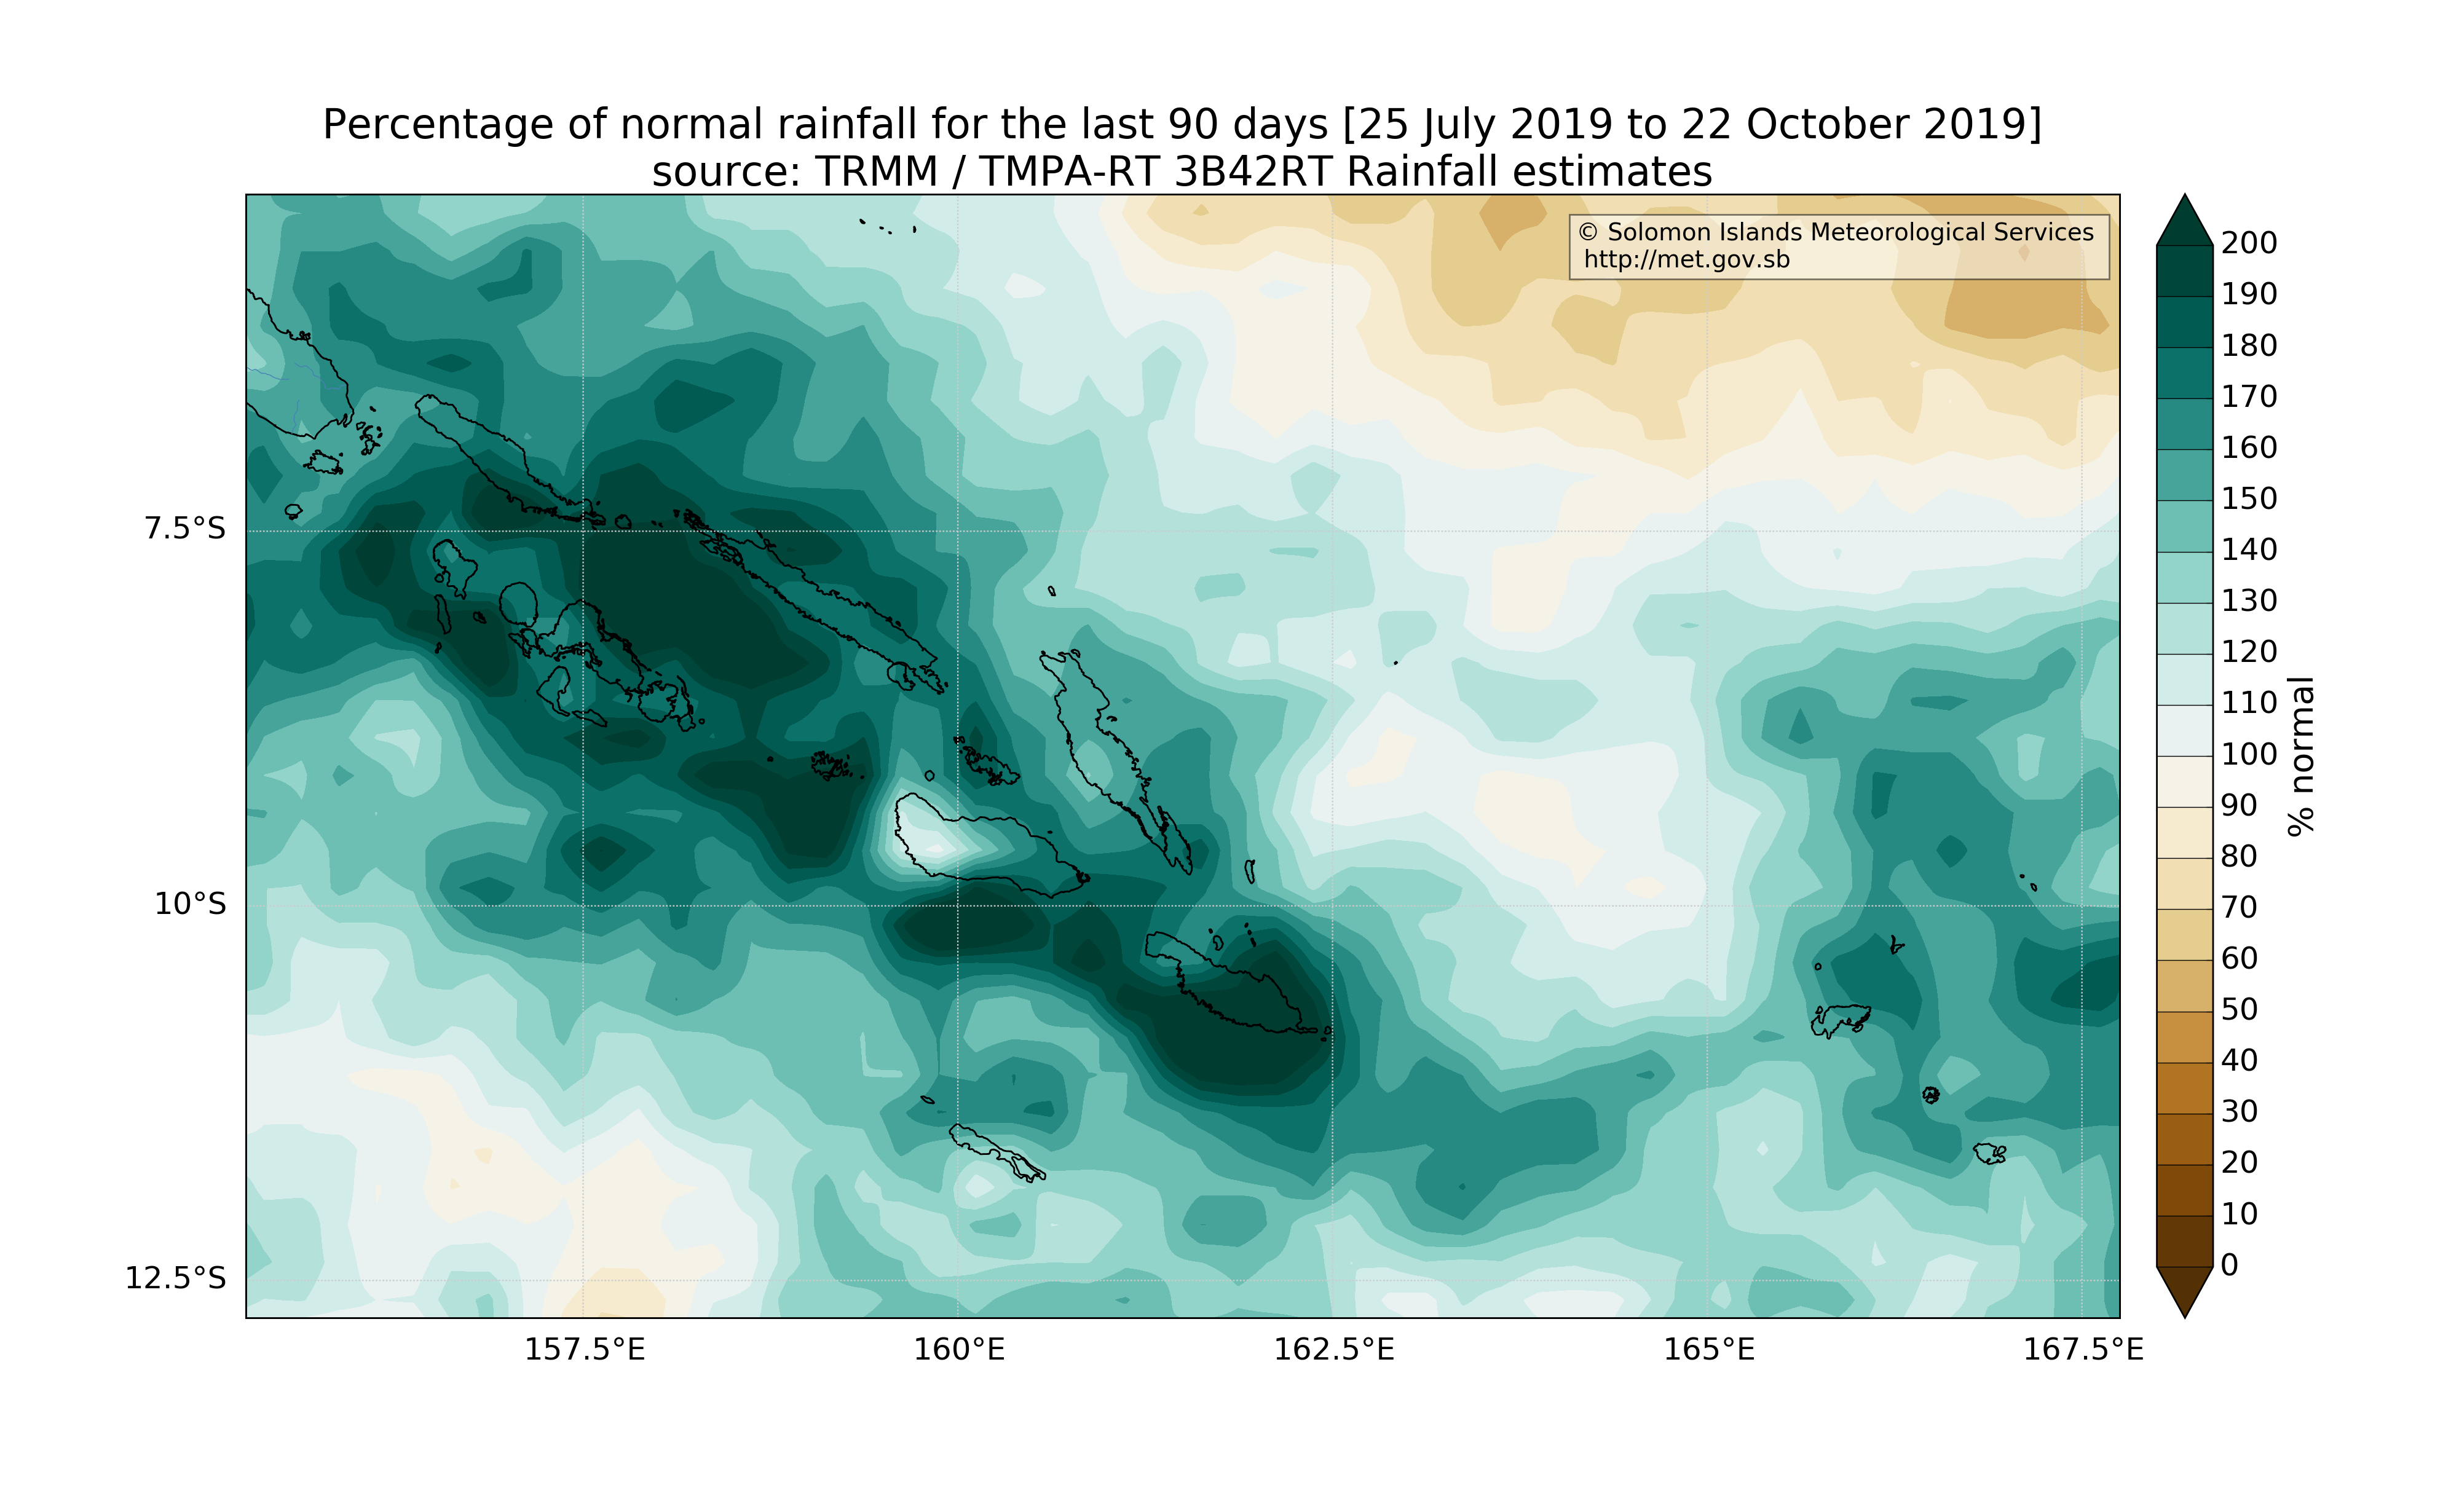 Percentage of normal rainfall for the last 90 days [25 July 2019 to 22 October 2019]
source: TRMM / TMPA-RT 3B42RT Rainfall estimates
© Solomon Islands Meteorological Services
http://met.gov.sb
7.5°S
10°S
12.5°S
157.5°E
160°E
162.5°E
165°E
167.5°E
200
190
180
170
160
150
140
130
120
110
100
90
80
70
60
50
40
30
20
10
0
% normal